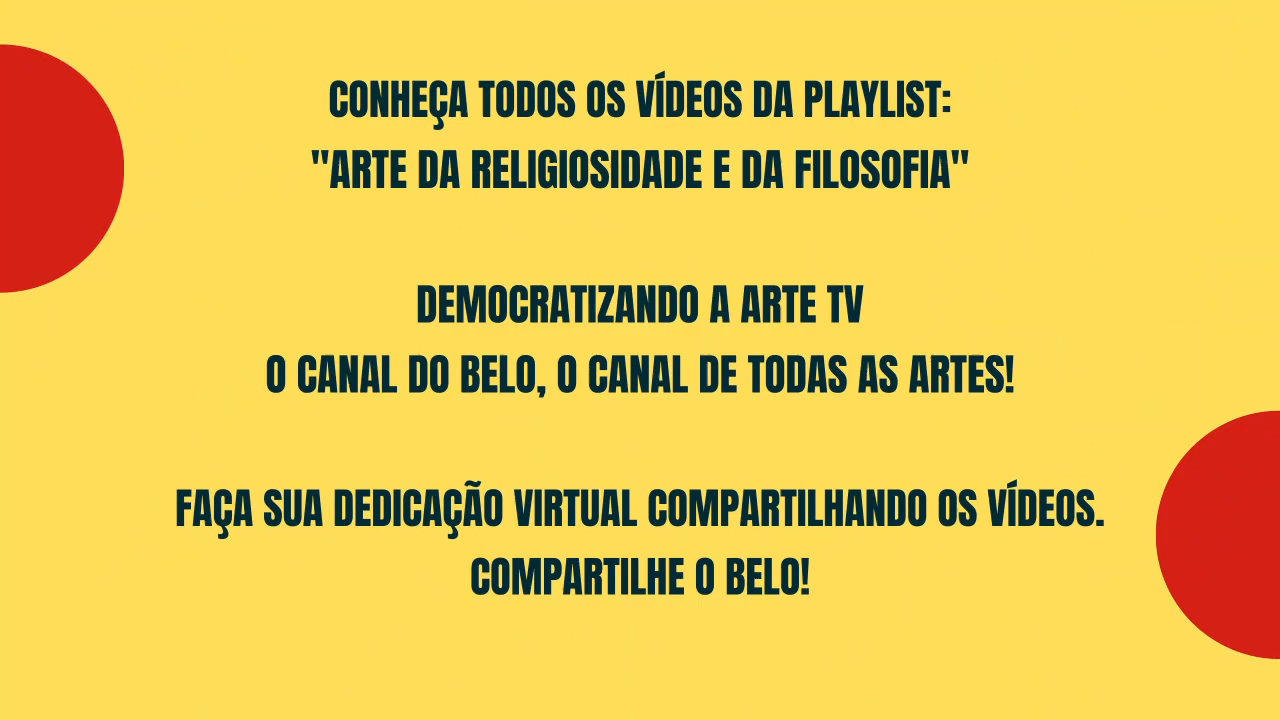 CONHEÇA TODOS OS VÍDEOS DA PLAYLIST:
"ARTE DA RELIGIOSIDADE E DA FILOSOFIA"
DEMOCRATIZANDO A ARTE TV
O CANAL DO BELO, O CANAL DE TODAS AS ARTES!
FAÇA SUA DEDICAÇÃO VIRTUAL COMPARTILHANDO OS VÍDEOS.
COMPARTILHE O BELO!